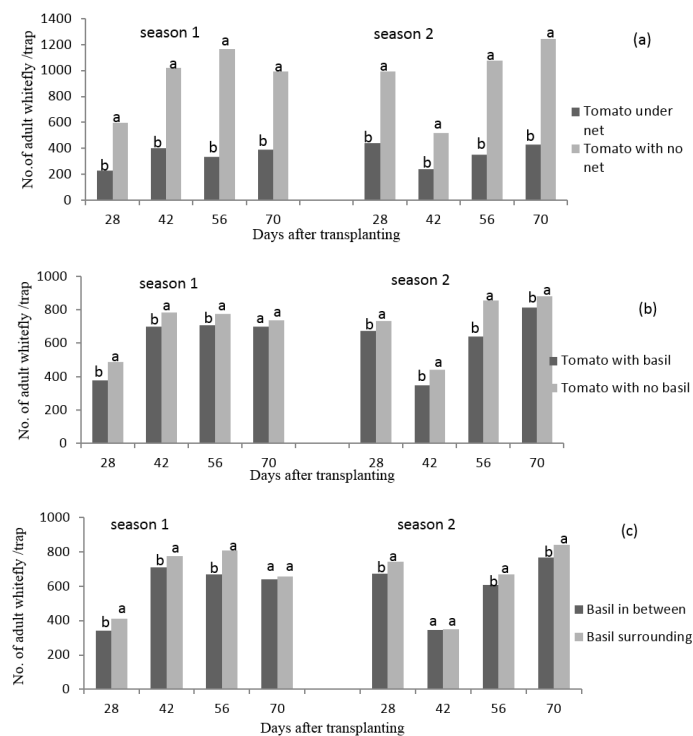 season 1
season 2
(a)
No.of adult whitefly /trap
1400
1200
1000
800
600
400
200
0
b a b a b a b a
b a b a b a b a
28 42 56 70 28 42 56 70
Days after transplanting
Tomato under net
Tomato with no net
season 1
season 2
(b)
No. of adult whitefly /trap
1000
800
600
400
200
0
b a b a b a a a
b a b a b a b a
28 42 56 70 28 42 56 70
Days after transplanting
Tomato with basil
Tomato with no basil
season 1
season 2
(c)
No. of adult whitefly /trap
1000
800
600
400
200
0
b a b a b a a a
b a a a b a b a
28 42 56 70 28 42 56 70
Days after transplanting
Basil in between
Basil surrounding